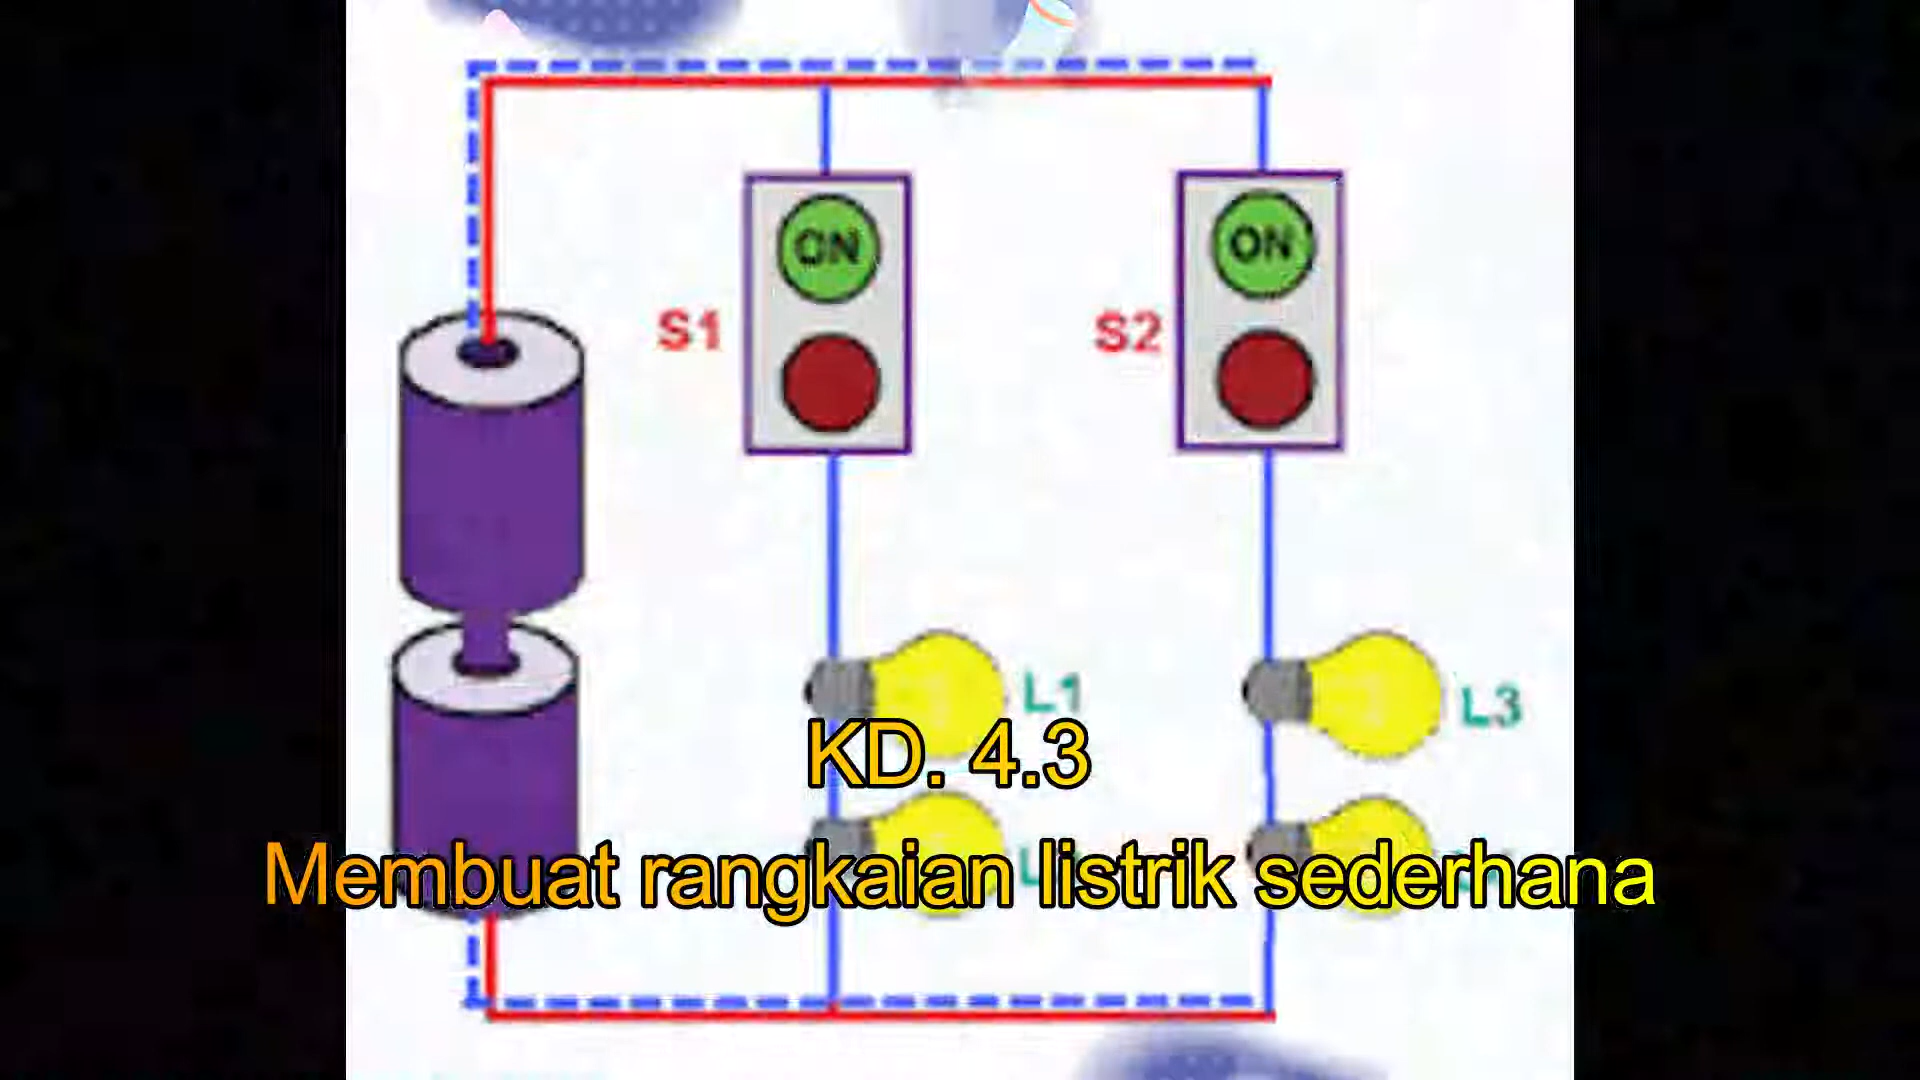 ON
ON
S1
S2
L1
L3
KD. 4.3
Membuat rangkaian listrik sederhana